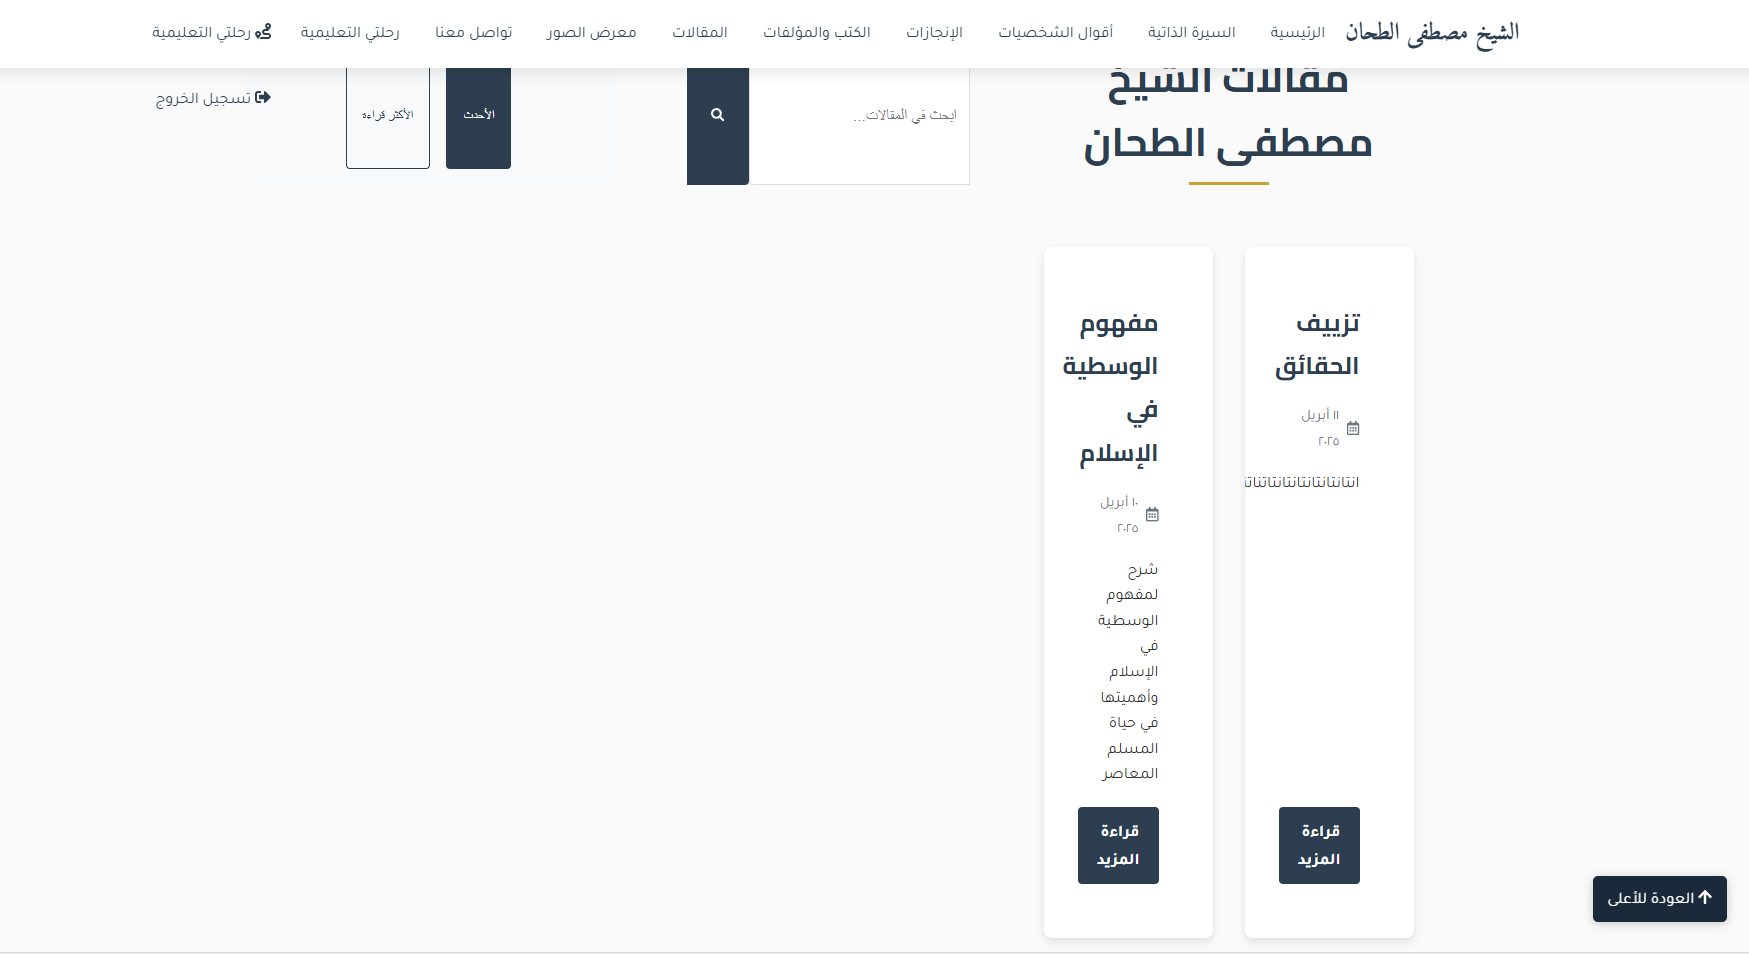 الشيخ مصطفى الطحان
الرئيسية
السيرة الذاتية
أقوال الشخصيات
الإنجازات
الكتب والمؤلفات
المقالات
معرض الصور
تواصل معنا
رحلتي التعليمية
رحلتي التعليمية
تسجيل الخروج
مقالات الشيخ
مصطفى الطحان
ابحث في المقالات...
الأحدث
الأكثر قراءة
تزييف
الحقائق
١١ أبريل
٢٠٢٥
قراءة
المزيد
مفهوم
الوسطية
في
الإسلام
١٠ أبريل
٢٠٢٥
شرح
لمفهوم
الوسطية
في
الإسلام
وأهميتها
في حياة
المسلم
المعاصر
قراءة
المزيد
العودة للأعلى